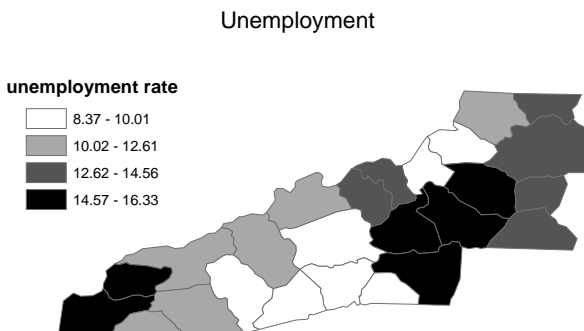 Unemployment
unemployment rate
8.37 - 10.01
10.02 - 12.61
12.62 - 14.56
14.57 - 16.33